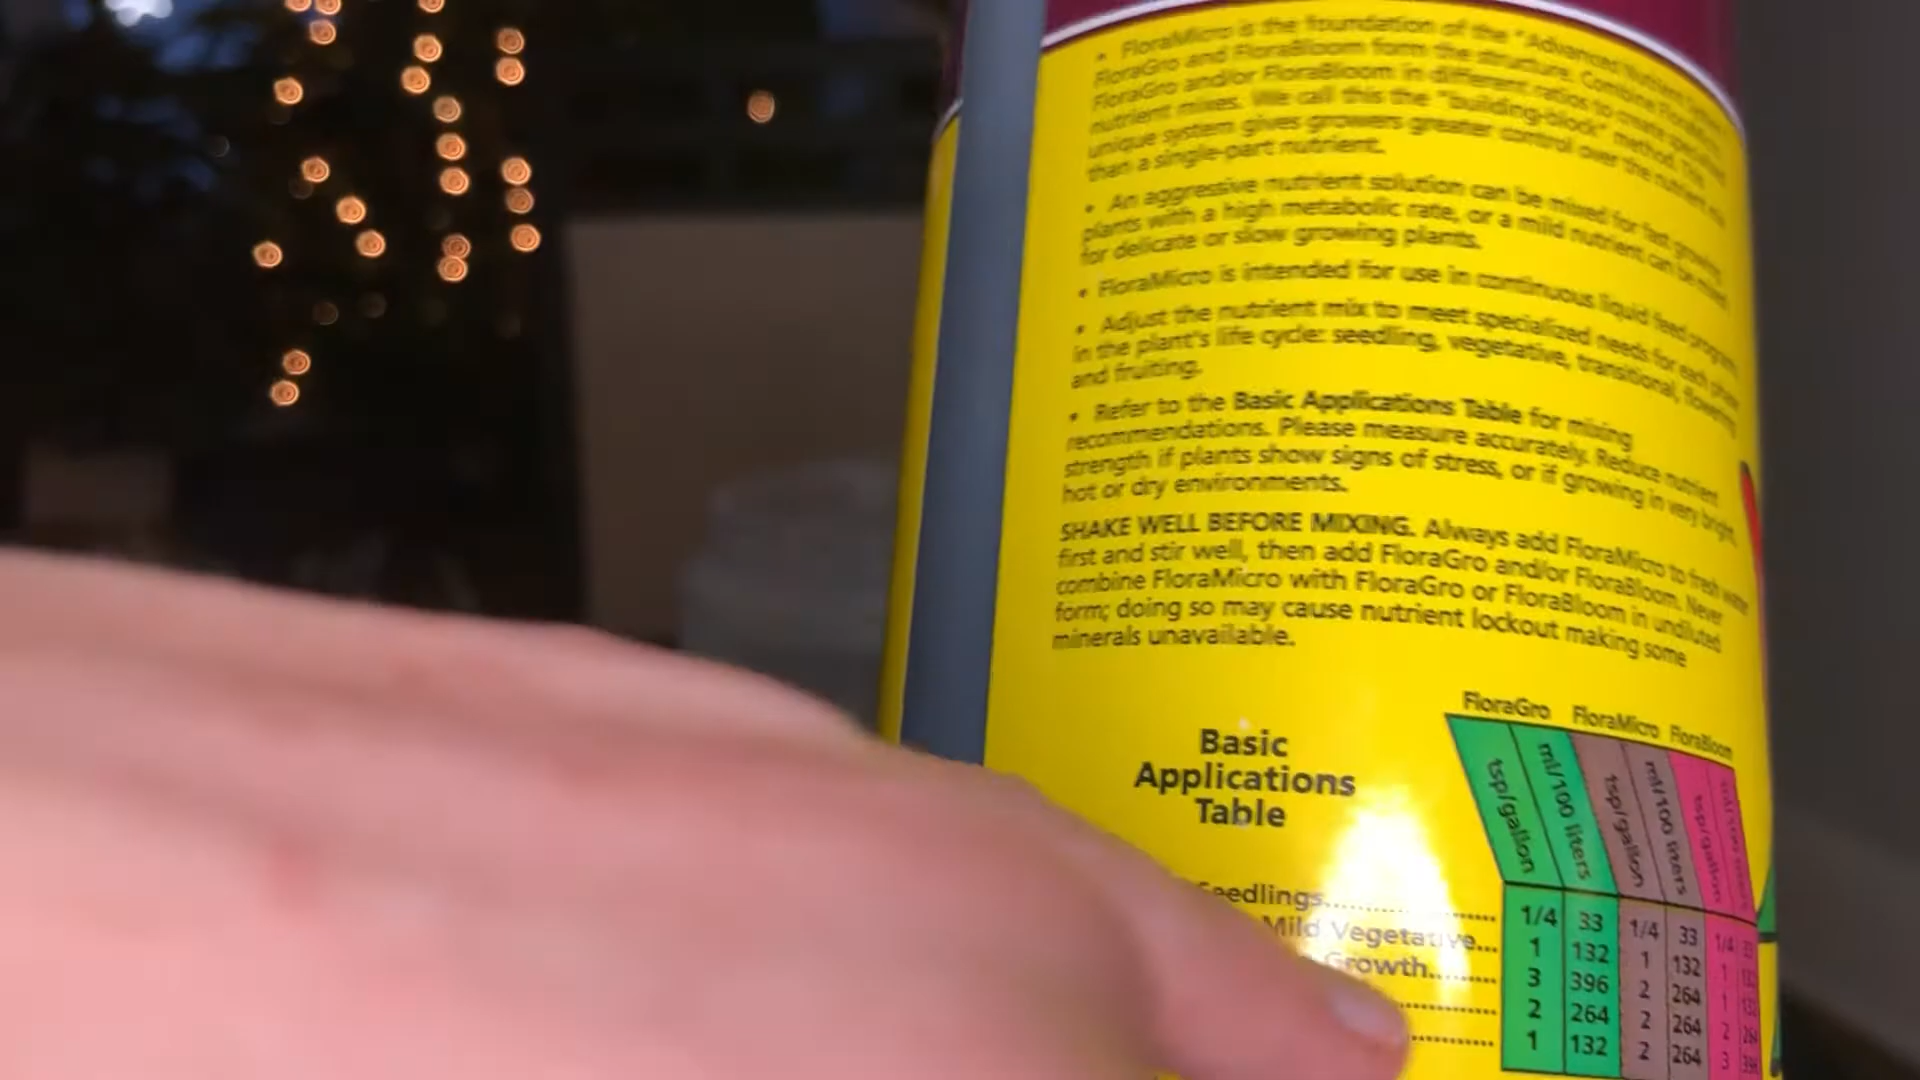 • FloraMicro is the foundation of the "Advanced Nutrient
FloraGro and FloraBloom form the structure. Combine FloraMicro
FloraGro and/or FloraBloom in different ratios to create
nutrient mixes. We call this the "building-block" method. This
unique system gives growers greater control over the nutrient
than a single-part nutrient.
• An aggressive nutrient solution can be mixed for fast growing
plants with a high metabolic rate, or a mild nutrient can be mixed
for delicate or slow growing plants.
• FloraMicro is intended for use in continuous liquid feed programs
• Adjust the nutrient mix to meet specialized needs for each phase
in the plant's life cycle: seedling, vegetative, transitional, flowering
and fruiting.
• Refer to the Basic Applications Table for mixing
recommendations. Please measure accurately. Reduce nutrient
strength if plants show signs of stress, or if growing in very bright,
hot or dry environments.
SHAKE WELL BEFORE MIXING. Always add FloraMicro to fresh water
first and stir well, then add FloraGro and/or FloraBloom. Never
combine FloraMicro with FloraGro or FloraBloom in undiluted
form; doing so may cause nutrient lockout making some
minerals unavailable.
FloraGro FloraMicro FloraBloom
Basic
Applications
Table
tsp/gallon ml/100 liters tsp/gallon ml/100 liters tsp/gallon
Seedlings.................... 1/4 33 1/4 33 1/4 33
Mild Vegetative... 1 132 1 132 1 132
Growth........ 3 396 2 264 1 132
2 264 2 264 2 264
1 132 2 264 3 396